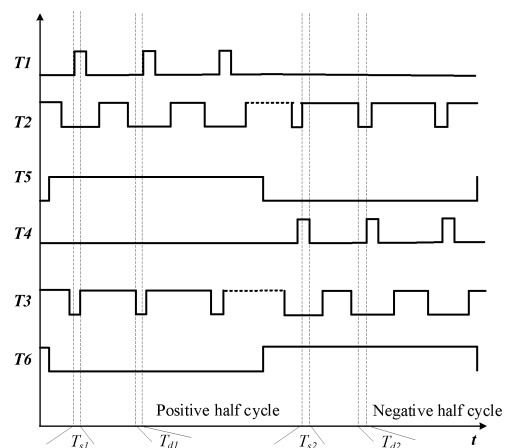 T1
T2
T5
T4
T3
T6
Positive half cycle
Negative half cycle
Ts1
Td1
Ts2
Td2
t